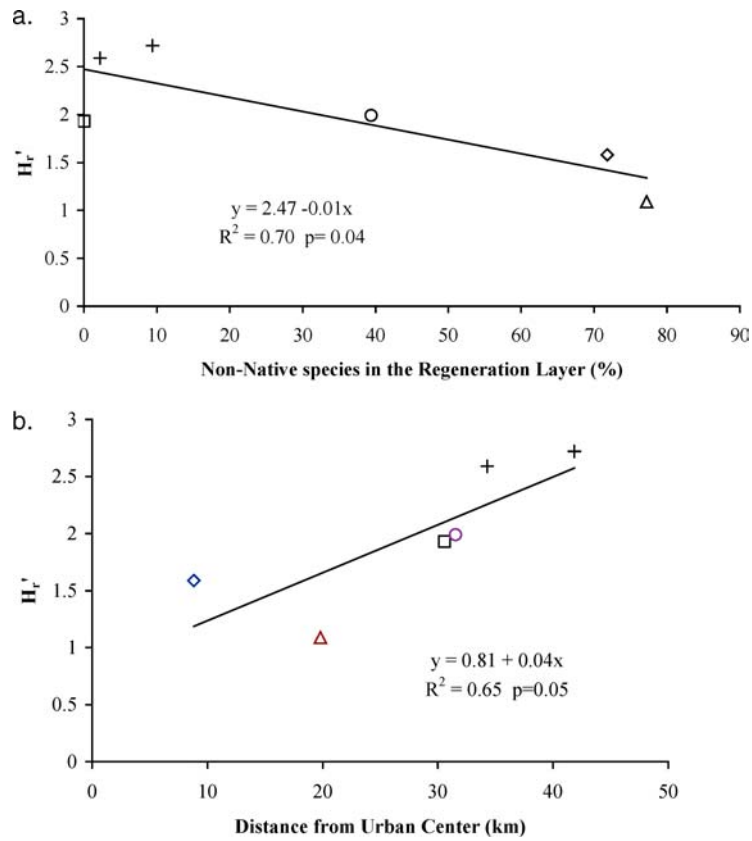 a.
3
2.5
2
1.5
1
0.5
0
Hr'
y = 2.47 -0.01x
R² = 0.70 p= 0.04
0 10 20 30 40 50 60 70 80 90
Non-Native species in the Regeneration Layer (%)
b.
3
2.5
2
1.5
1
0.5
0
Hr'
y = 0.81 + 0.04x
R² = 0.65 p=0.05
0 10 20 30 40 50
Distance from Urban Center (km)